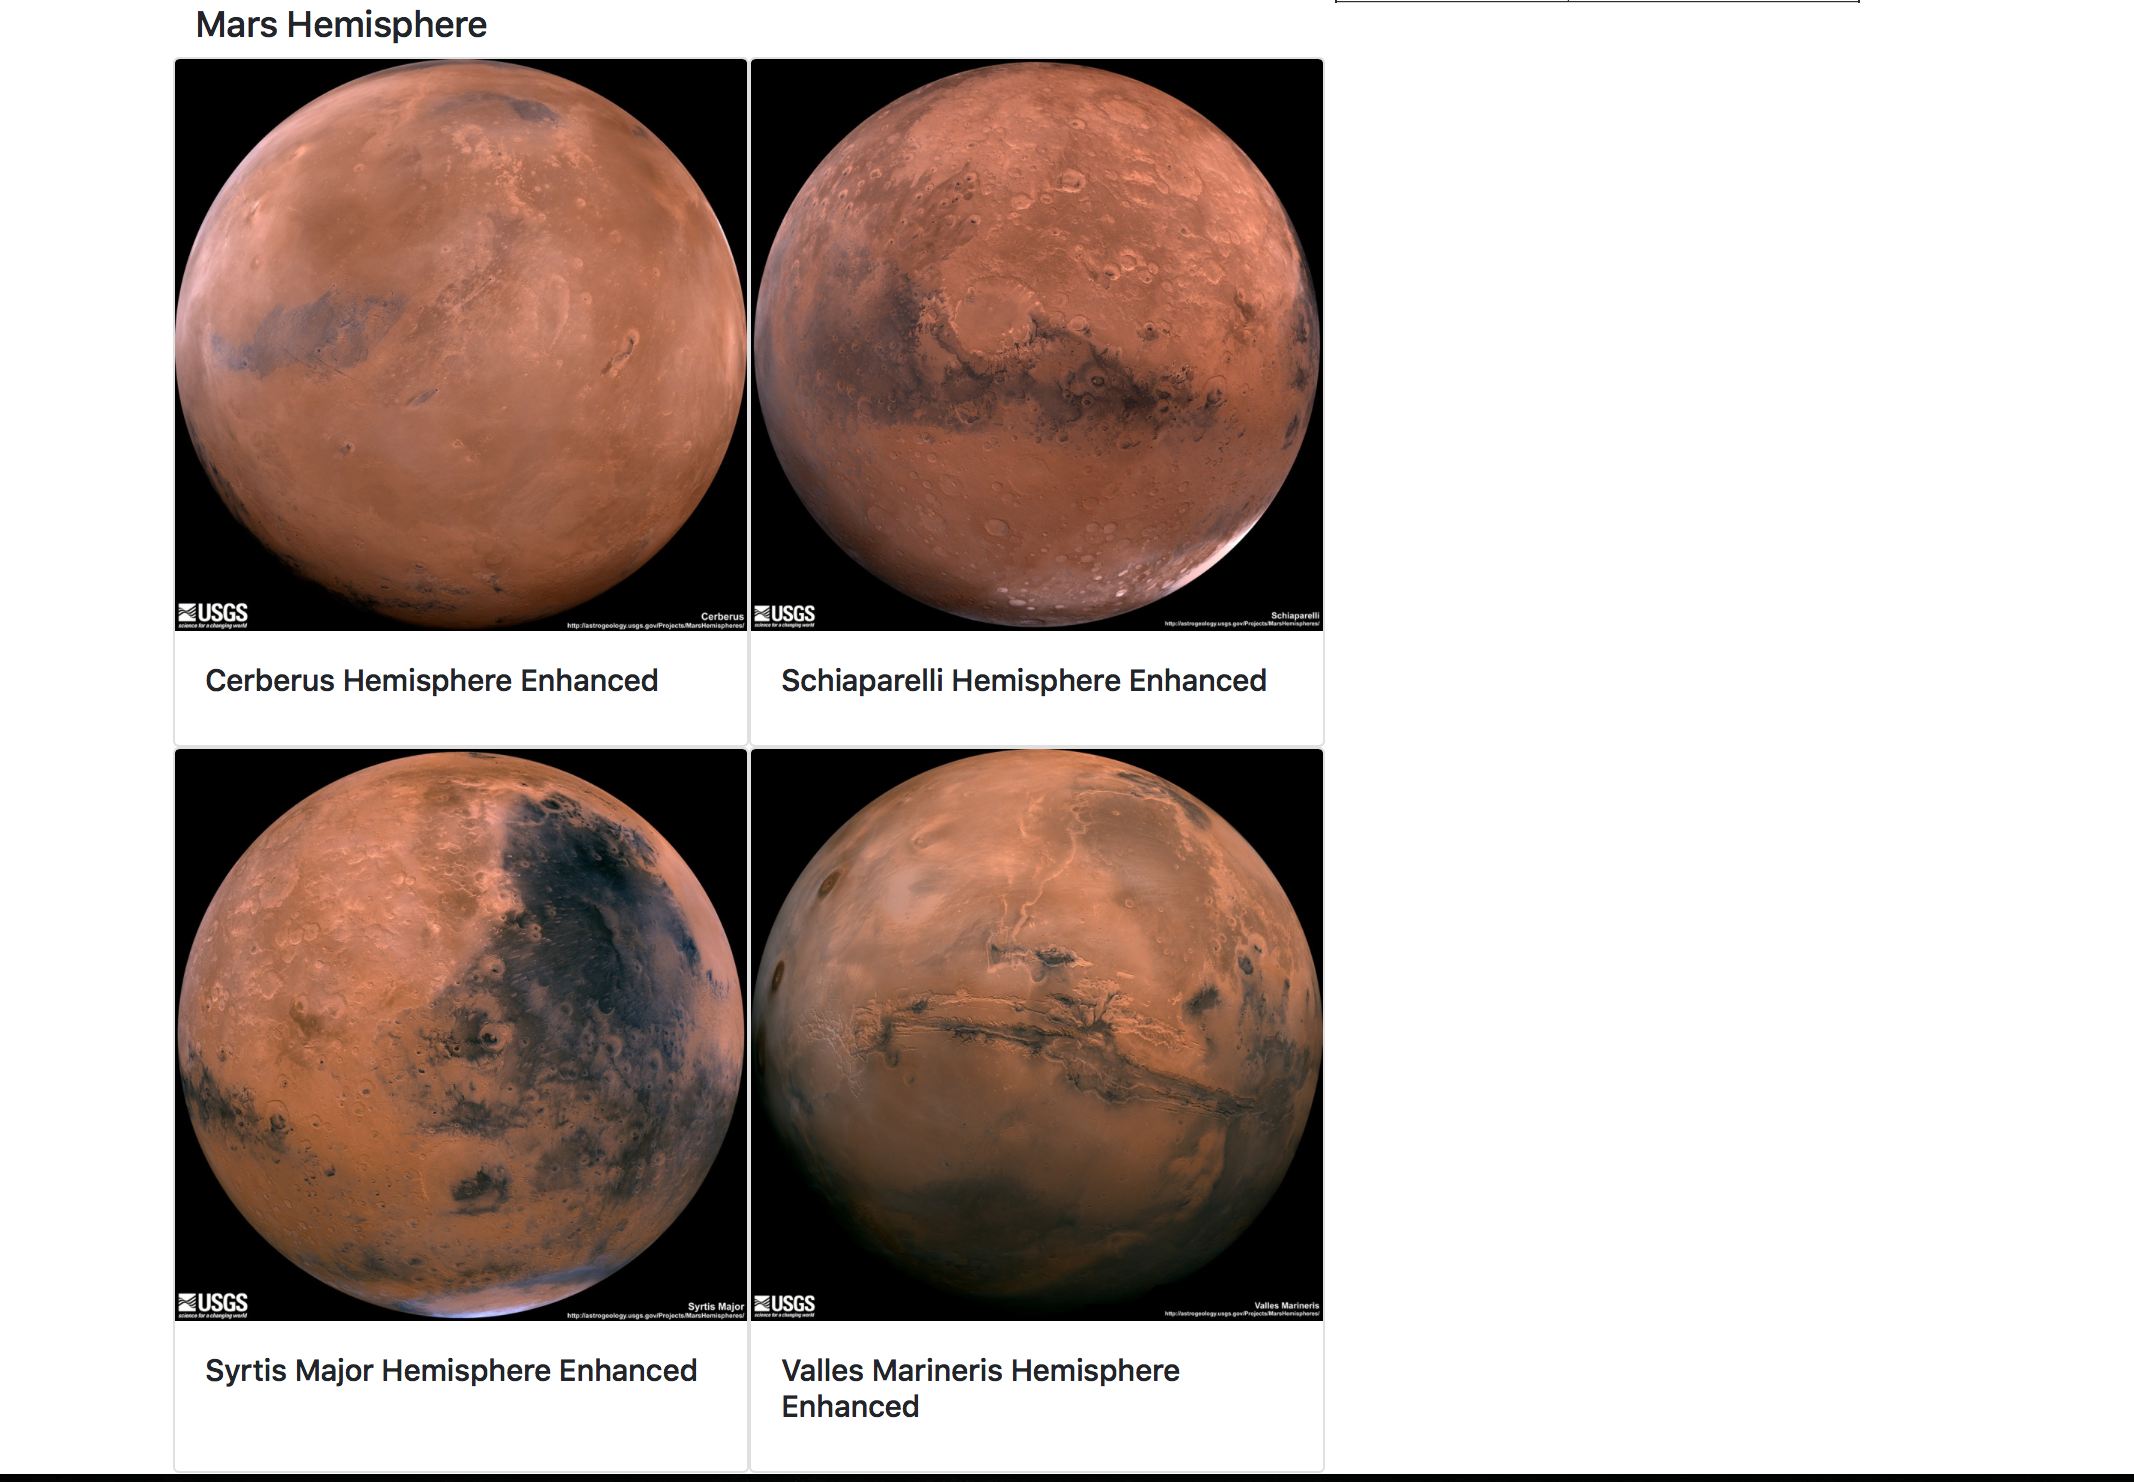 Mars Hemisphere
USGS
science for a changing world
Cerberus
http://astrogeology.usgs.gov/Projects/MarsHemispheres/
USGS
science for a changing world
Schiaparelli
http://astrogeology.usgs.gov/Projects/MarsHemispheres/
Cerberus Hemisphere Enhanced
Schiaparelli Hemisphere Enhanced
USGS
science for a changing world
Syrtis Major
http://astrogeology.usgs.gov/Projects/MarsHemispheres/
USGS
science for a changing world
Valles Marineris
http://astrogeology.usgs.gov/Projects/MarsHemispheres/
Syrtis Major Hemisphere Enhanced
Valles Marineris Hemisphere
Enhanced